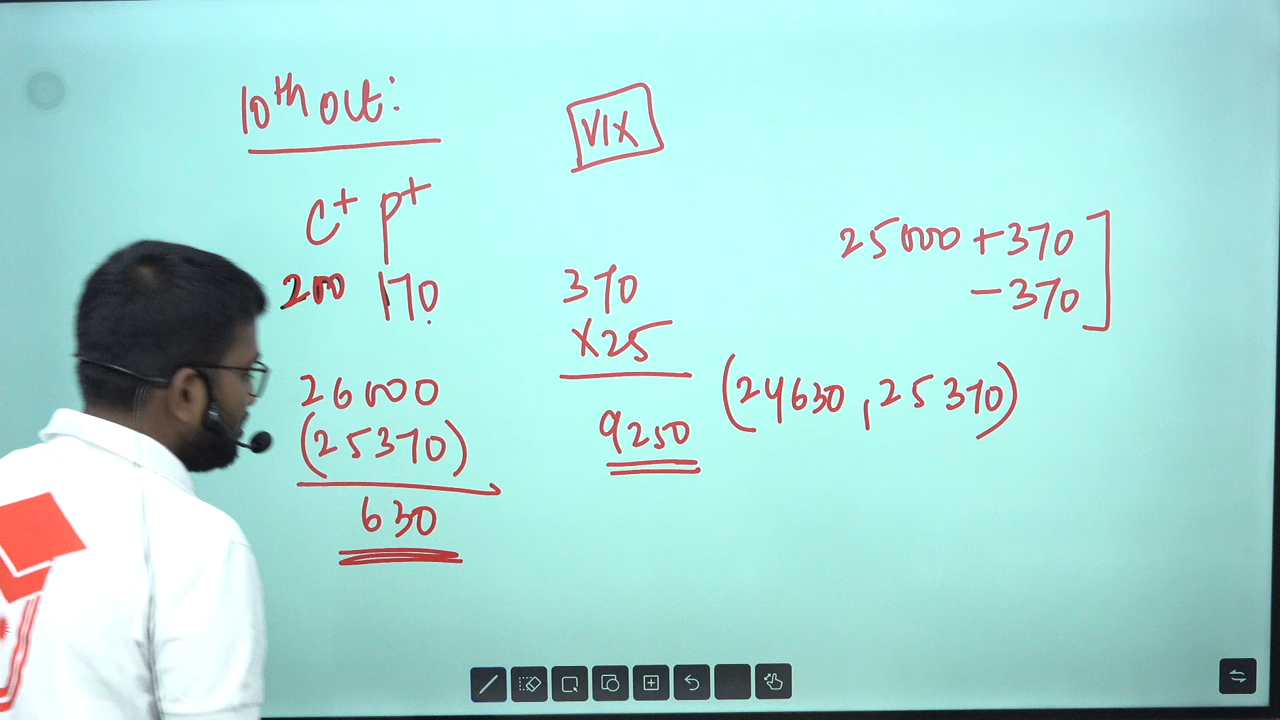 10th Oct:
VIX
C+ P+
200 170
26000
(25370)
630
370
X25
9250
25000 + 370
- 370
(24630, 25370)